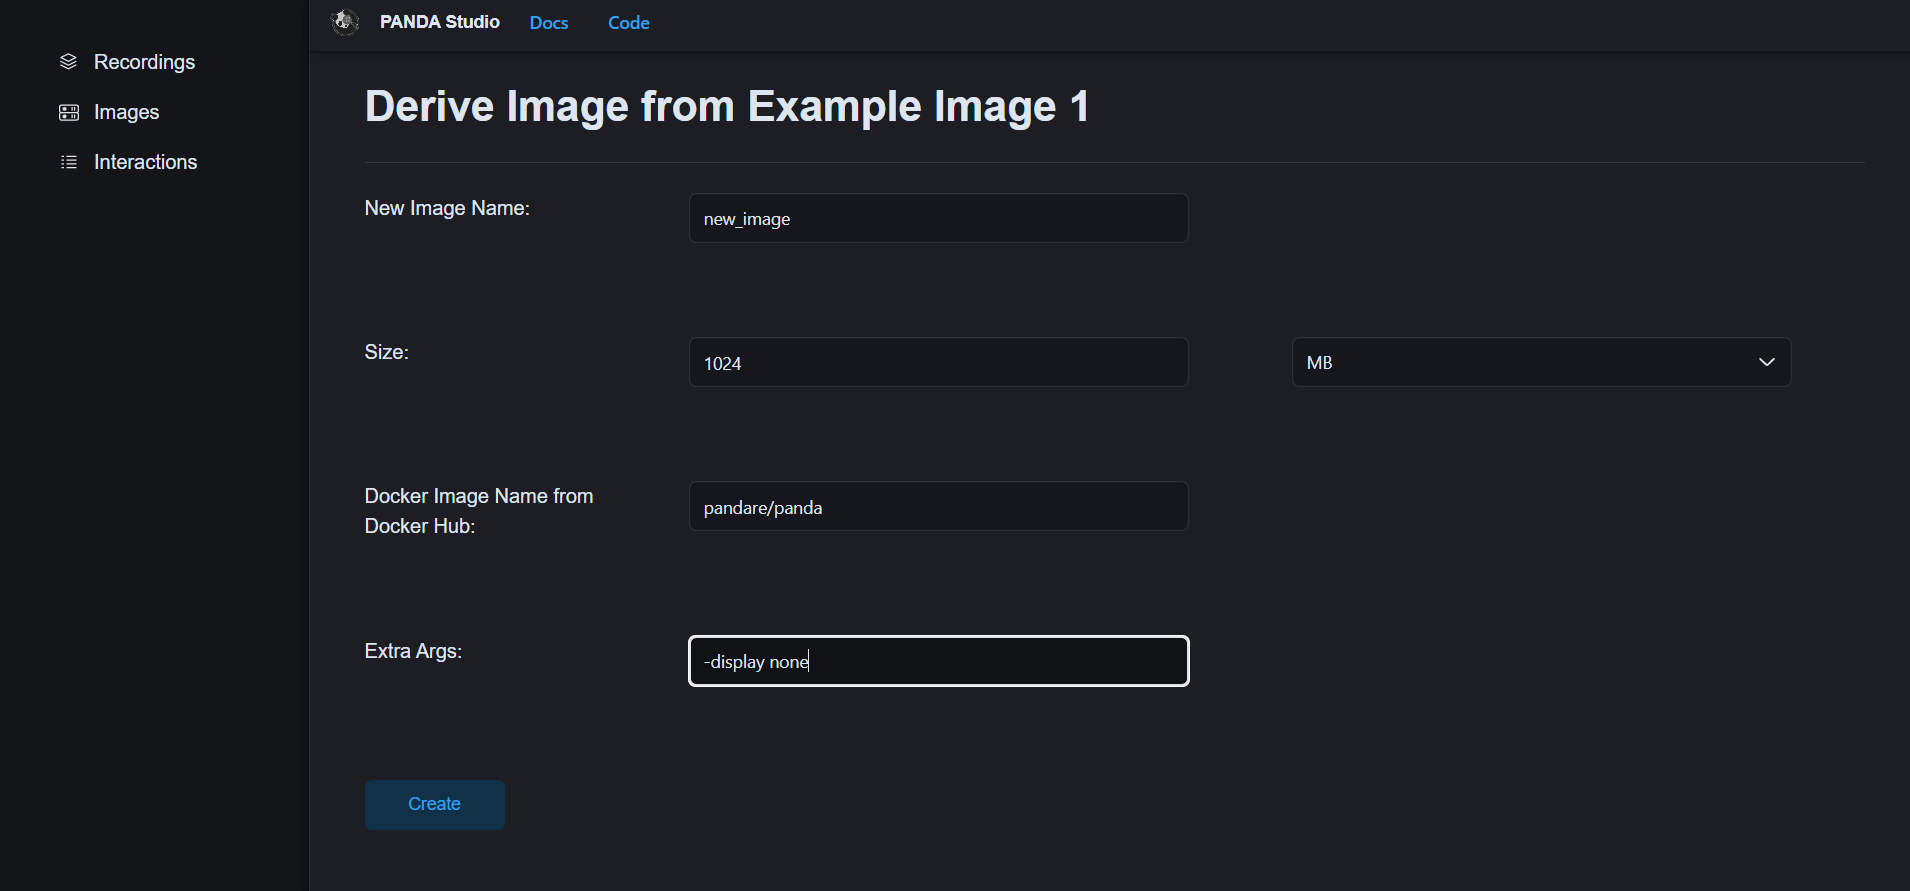 PANDA Studio Docs Code
Recordings
Images
Interactions
Derive Image from Example Image 1
New Image Name:
new_image
Size:
1024
MB
Docker Image Name from
Docker Hub:
pandare/panda
Extra Args:
-display none
Create